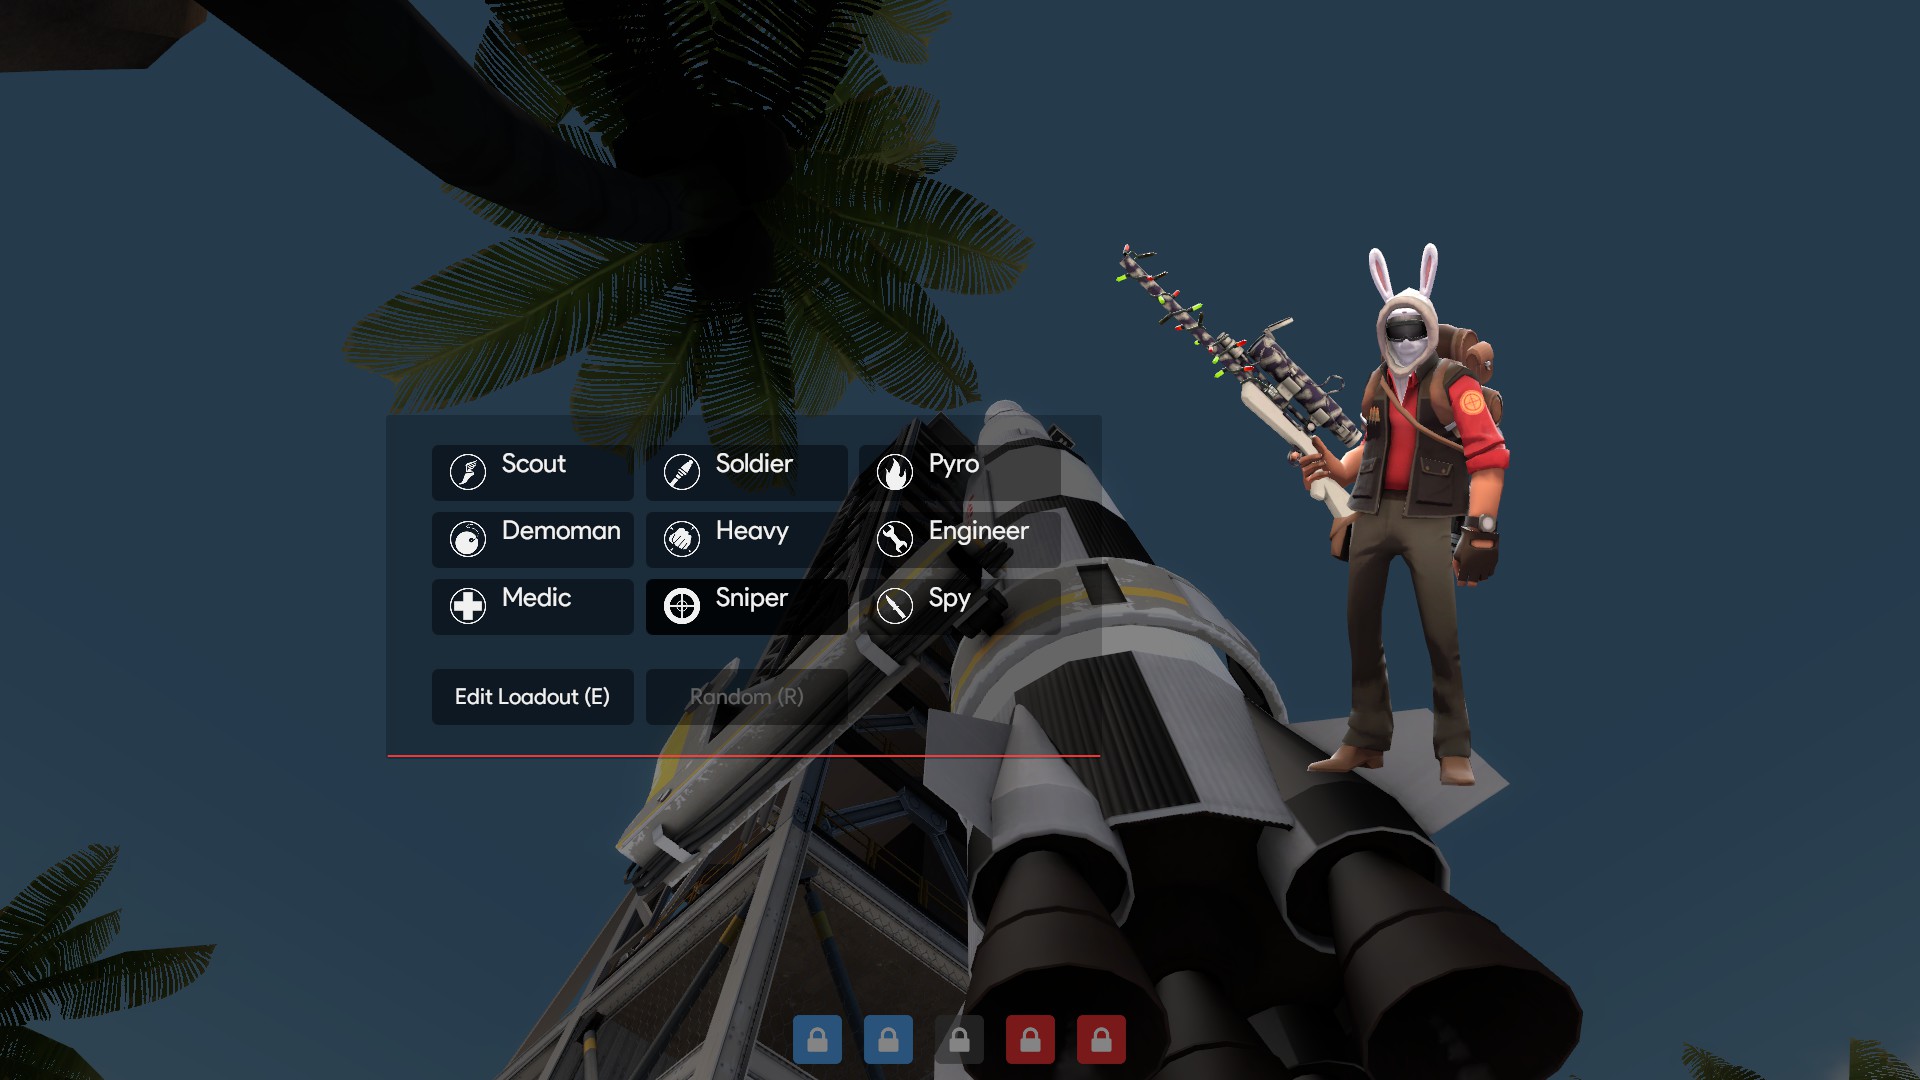 Scout
Soldier
Pyro
Demoman
Heavy
Engineer
Medic
Sniper
Spy
Edit Loadout (E)
Random (R)